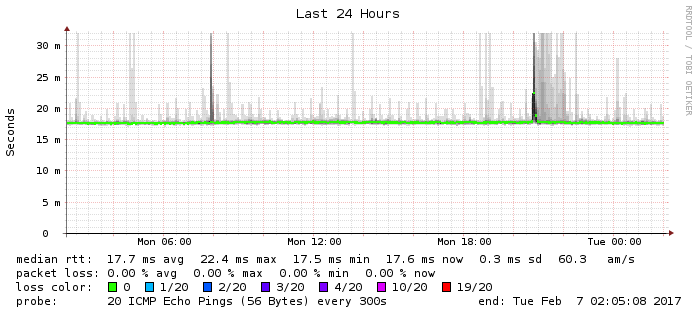 Last 24 Hours
RRDTOOL / TOBI OETIKER
30 m
25 m
20 m
15 m
10 m
5 m
0
Seconds
Mon 06:00 Mon 12:00 Mon 18:00 Tue 00:00
median rtt: 17.7 ms avg 22.4 ms max 17.5 ms min 17.6 ms now 0.3 ms sd 60.3 am/s
packet loss: 0.00 % avg 0.00 % max 0.00 % min 0.00 % now
loss color: 0 1/20 2/20 3/20 4/20 10/20 19/20
probe: 20 ICMP Echo Pings (56 Bytes) every 300s end: Tue Feb 7 02:05:08 2017